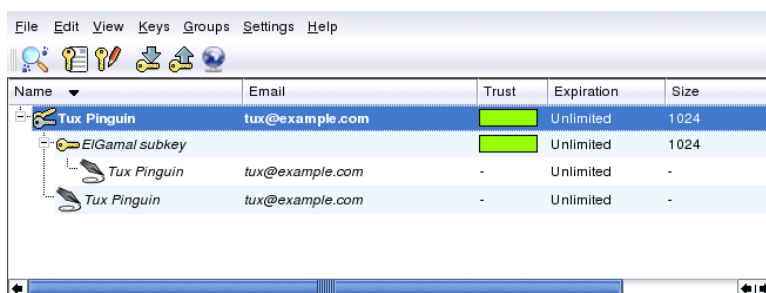 File Edit View Keys Groups Settings Help
Name Email Trust Expiration Size
Tux Pinguin tux@example.com Unlimited 1024
ElGamal subkey Unlimited 1024
Tux Pinguin tux@example.com - Unlimited -
Tux Pinguin tux@example.com - Unlimited -